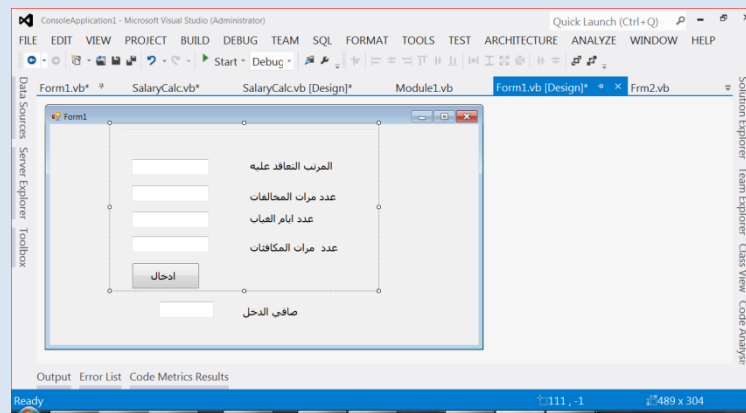 ConsoleApplication1 - Microsoft Visual Studio (Administrator)
Quick Launch (Ctrl+Q)
FILE EDIT VIEW PROJECT BUILD DEBUG TEAM SQL FORMAT TOOLS TEST ARCHITECTURE ANALYZE WINDOW HELP
Start Debug
Form1.vb* SalaryCalc.vb* SalaryCalc.vb [Design]* Module1.vb Form1.vb [Design]* Frm2.vb
Data Sources Server Explorer Toolbox
Form1
المرتب التعاقد عليه
عدد مرات المخالفات
عدد ايام الغياب
عدد مرات المكافئات
ادخال
صافي الدخل
Solution Explorer Team Explorer Class View Code Analysis
Output Error List Code Metrics Results
Ready 111 , -1 489 x 304